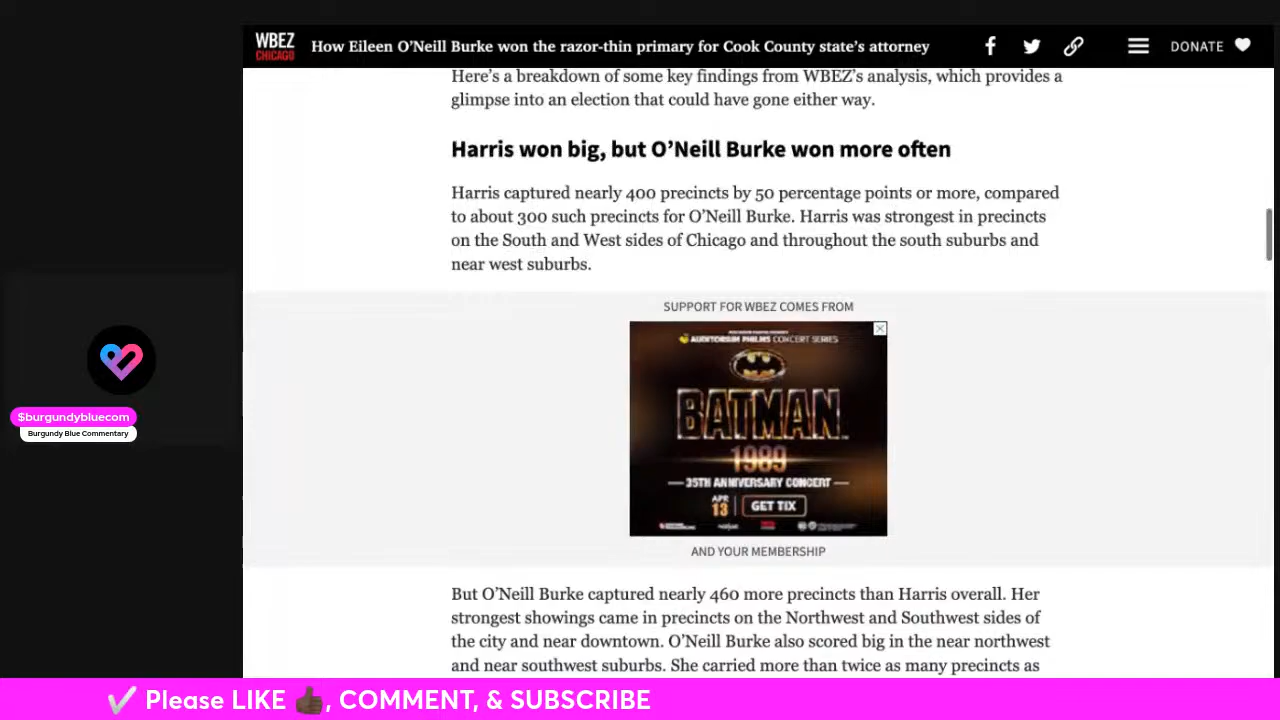 WBEZ
CHICAGO
How Eileen O’Neill Burke won the razor-thin primary for Cook County state’s attorney
DONATE
Here’s a breakdown of some key findings from WBEZ’s analysis, which provides a
glimpse into an election that could have gone either way.
Harris won big, but O’Neill Burke won more often
Harris captured nearly 400 precincts by 50 percentage points or more, compared
to about 300 such precincts for O’Neill Burke. Harris was strongest in precincts
on the South and West sides of Chicago and throughout the south suburbs and
near west suburbs.
SUPPORT FOR WBEZ COMES FROM
AUDITORIUM PHILMS CONCERT SERIES
BATMAN
1989
35TH ANNIVERSARY CONCERT
APR
13
GET TIX
AND YOUR MEMBERSHIP
$burgundybluecom
Burgundy Blue Commentary
But O’Neill Burke captured nearly 460 more precincts than Harris overall. Her
strongest showings came in precincts on the Northwest and Southwest sides of
the city and near downtown. O’Neill Burke also scored big in the near northwest
and near southwest suburbs. She carried more than twice as many precincts as
✔️ Please LIKE 👍🏿, COMMENT, & SUBSCRIBE